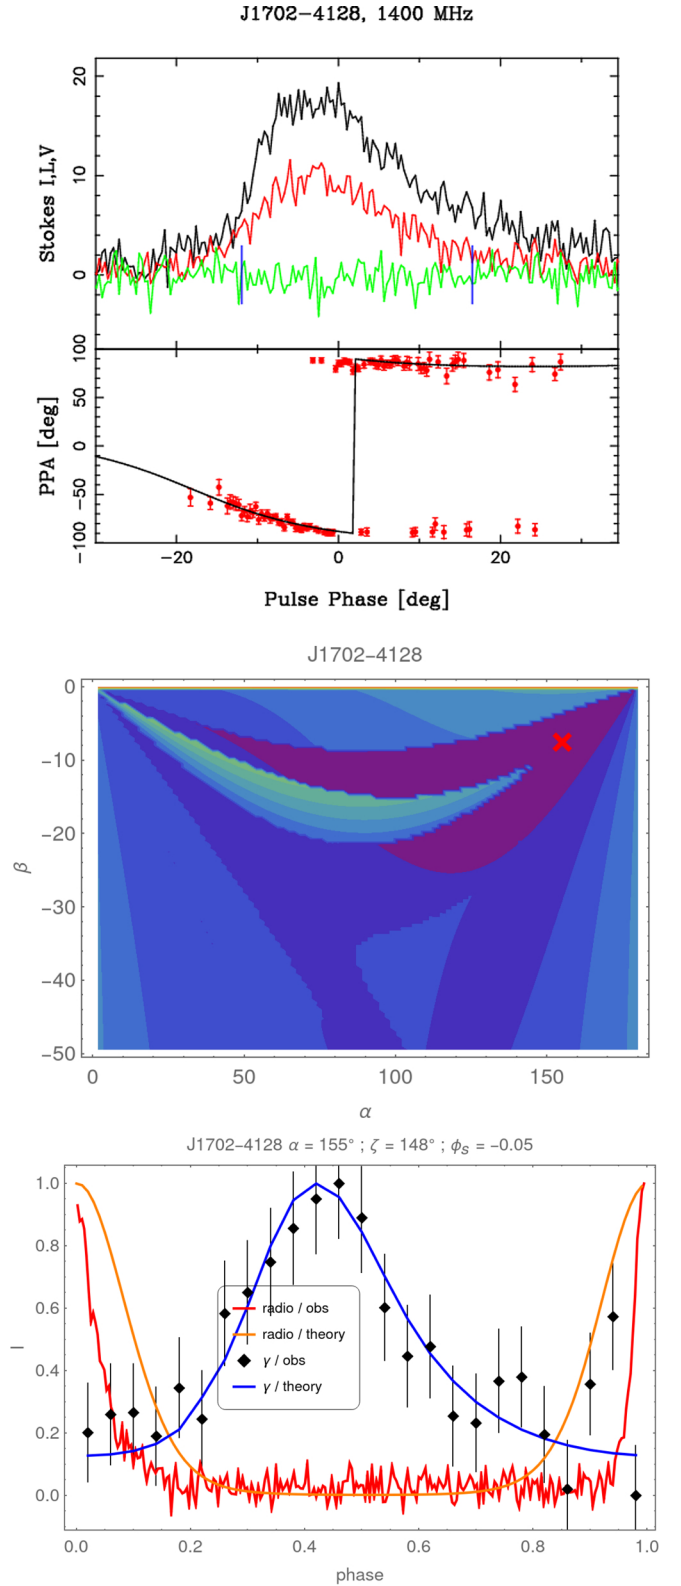 J1702−4128, 1400 MHz
Stokes I,L,V
20
10
0
PPA [deg]
100
50
0
−50
−100
−20
0
20
Pulse Phase [deg]
J1702−4128
β
0
−10
−20
−30
−40
−50
0
50
100
150
α
J1702−4128 α = 155° ; ζ = 148° ; ϕs = −0.05
I
1.0
0.8
0.6
0.4
0.2
0.0
radio / obs
radio / theory
γ / obs
γ / theory
0.0
0.2
0.4
0.6
0.8
1.0
phase